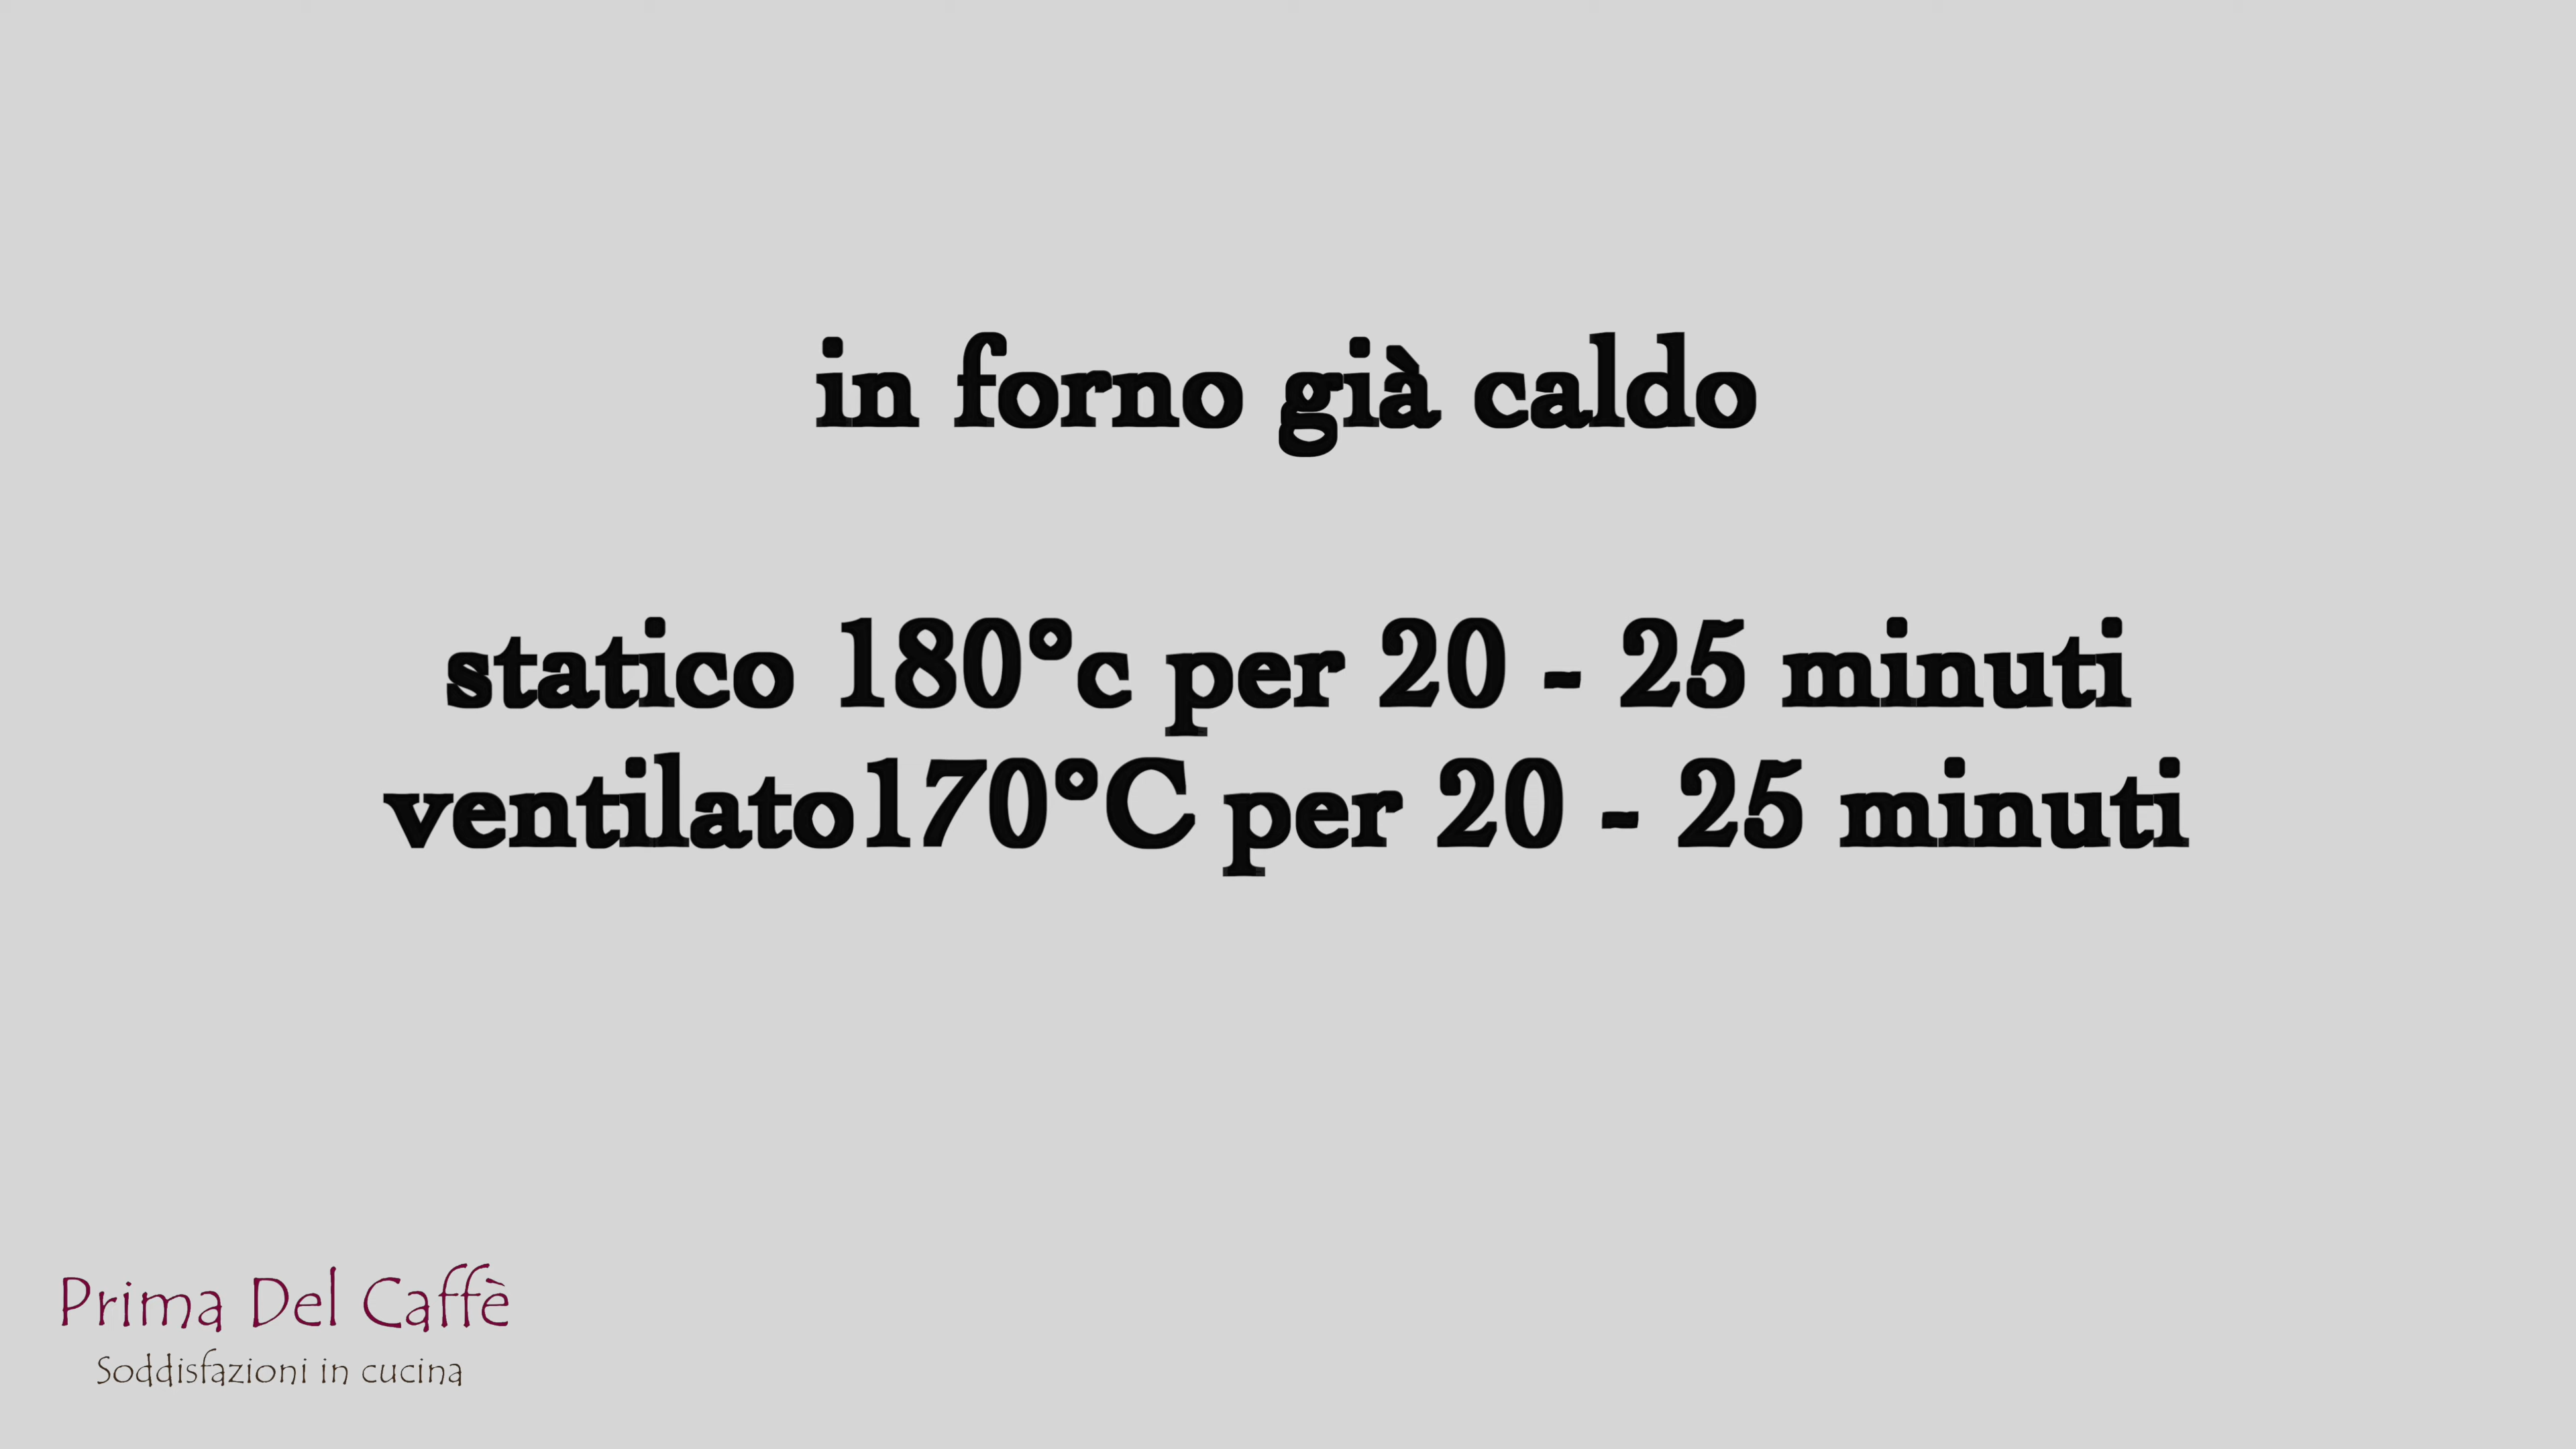 in forno già caldo
statico 180°c per 20 - 25 minuti
ventilato170°C per 20 - 25 minuti
Prima Del Caffè
Soddisfazioni in cucina